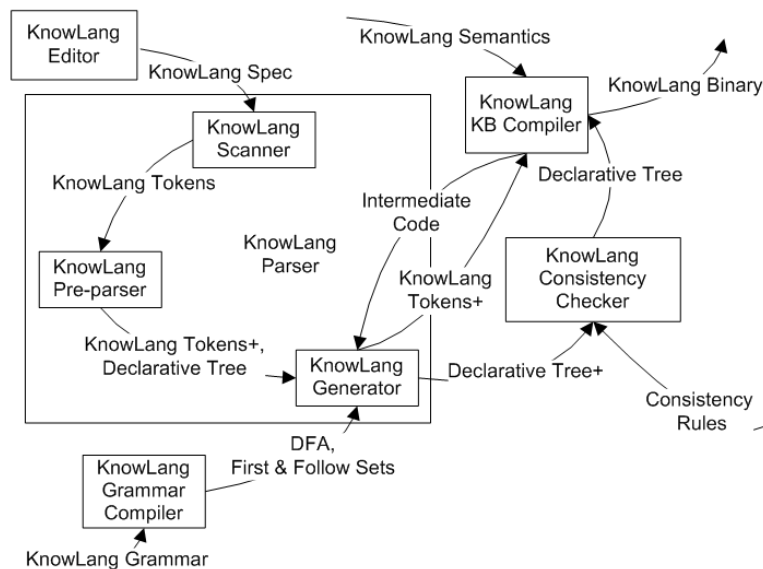 KnowLang
Editor
KnowLang Spec
KnowLang Semantics
KnowLang
KB Compiler
KnowLang Binary
KnowLang
Scanner
KnowLang Tokens
Intermediate
Code
Declarative Tree
KnowLang
Parser
KnowLang
Pre-parser
KnowLang
Tokens+
KnowLang
Consistency
Checker
KnowLang Tokens+,
Declarative Tree
KnowLang
Generator
Declarative Tree+
Consistency
Rules
DFA,
First & Follow Sets
KnowLang
Grammar
Compiler
KnowLang Grammar